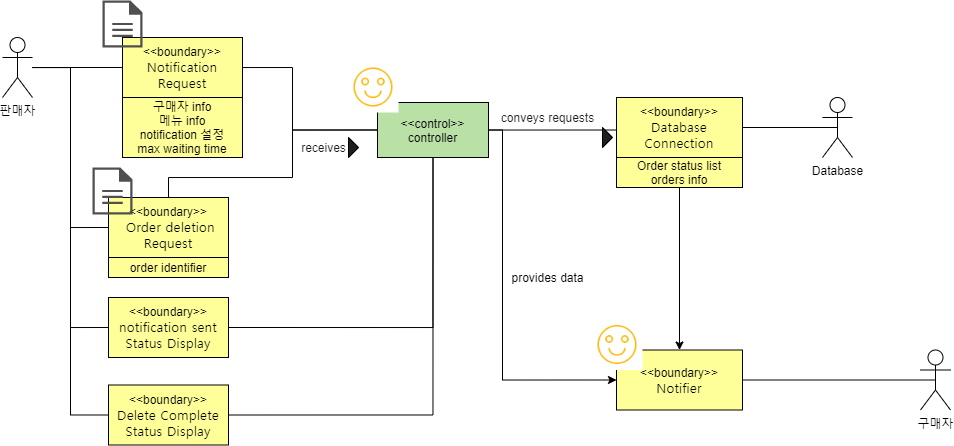 판매자
<<boundary>>
Notification
Request
구매자 info
메뉴 info
notification 설정
max waiting time
<<boundary>>
Order deletion
Request
order identifier
<<boundary>>
notification sent
Status Display
<<boundary>>
Delete Complete
Status Display
receives
<<control>>
controller
conveys requests
provides data
<<boundary>>
Database
Connection
Order status list
orders info
Database
<<boundary>>
Notifier
구매자